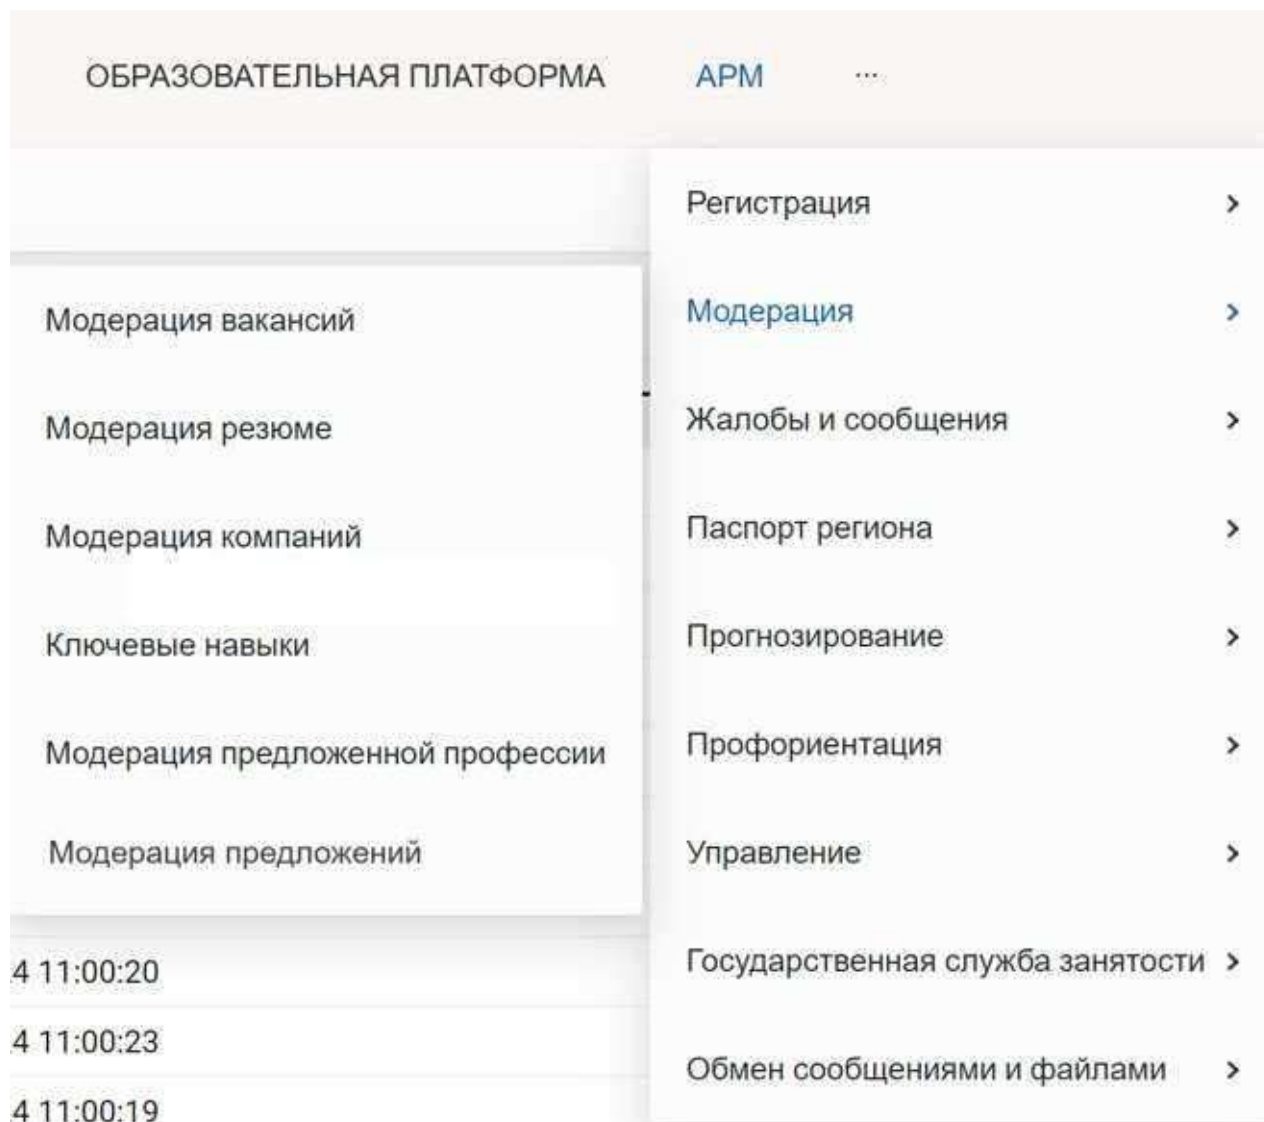 ОБРАЗОВАТЕЛЬНАЯ ПЛАТФОРМА АРМ ...
Регистрация
Модерация
Жалобы и сообщения
Паспорт региона
Прогнозирование
Профориентация
Управление
Государственная служба занятости
Обмен сообщениями и файлами
Модерация вакансий
Модерация резюме
Модерация компаний
Ключевые навыки
Модерация предложенной профессии
Модерация предложений
4 11:00:20
4 11:00:23
4 11:00:19